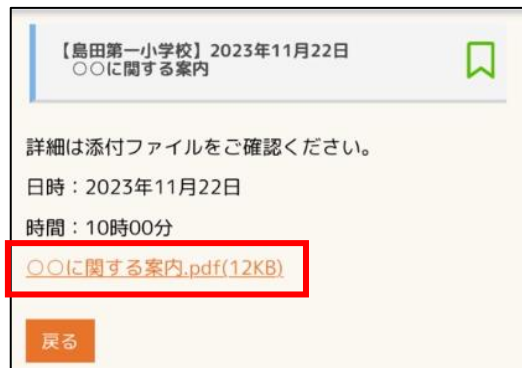 【島田第一小学校】2023年11月22日
○○に関する案内
詳細は添付ファイルをご確認ください。
日時：2023年11月22日
時間：10時00分
○○に関する案内.pdf(12KB)
戻る